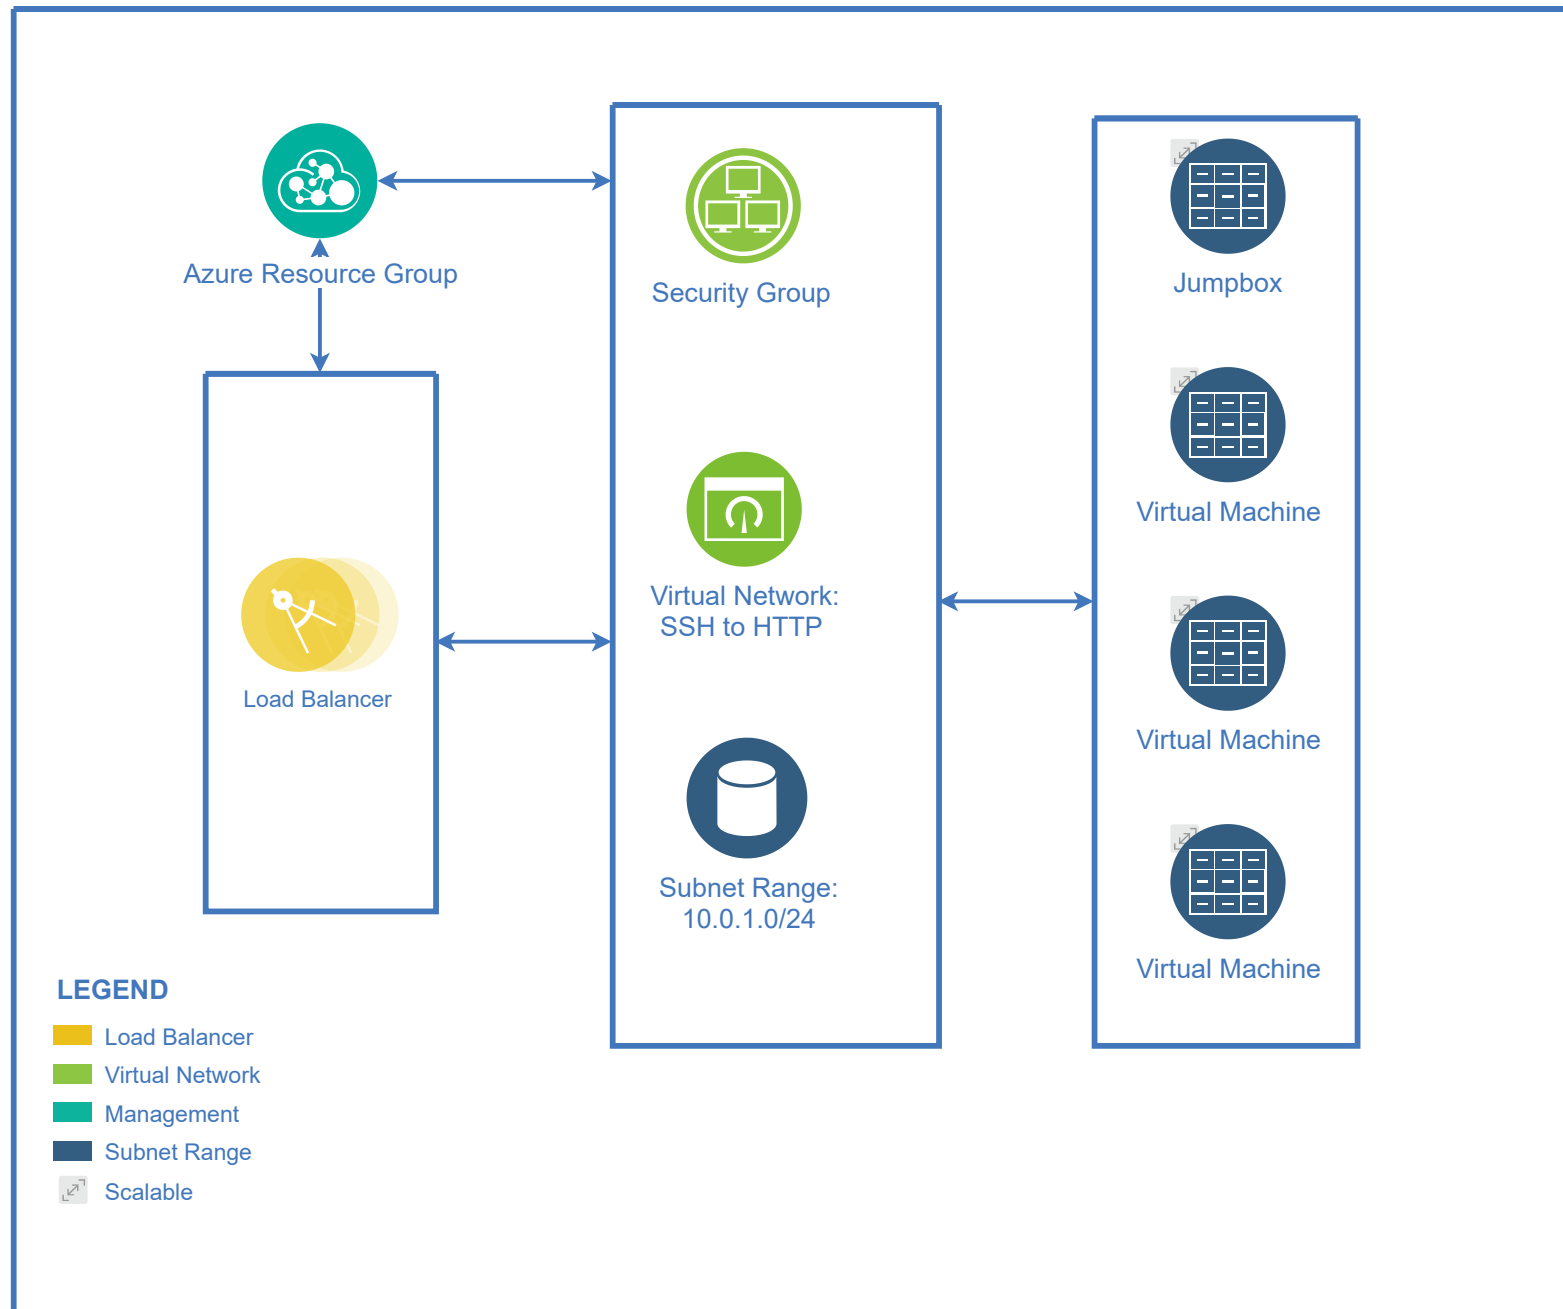 Azure Resource Group
Load Balancer
Security Group
Virtual Network:
SSH to HTTP
Subnet Range:
10.0.1.0/24
Jumpbox
Virtual Machine
Virtual Machine
Virtual Machine
LEGEND
Load Balancer
Virtual Network
Management
Subnet Range
Scalable